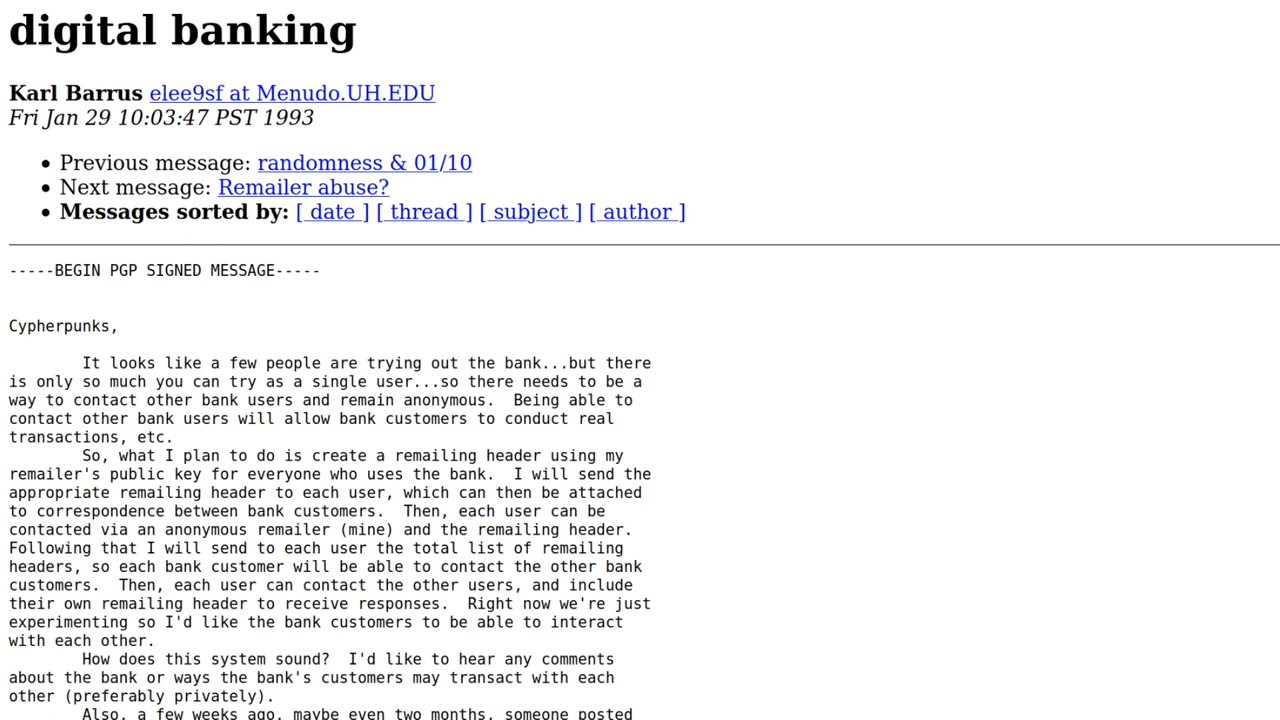 digital banking
Karl Barrus elee9sf at Menudo.UH.EDU
Fri Jan 29 10:03:47 PST 1993
• Previous message: randomness & 01/10
• Next message: Remailer abuse?
• Messages sorted by: [ date ] [ thread ] [ subject ] [ author ]
-----BEGIN PGP SIGNED MESSAGE-----
Cypherpunks,
It looks like a few people are trying out the bank...but there
is only so much you can try as a single user...so there needs to be a
way to contact other bank users and remain anonymous.  Being able to
contact other bank users will allow bank customers to conduct real
transactions, etc.
So, what I plan to do is create a remailing header using my
remailer's public key for everyone who uses the bank.  I will send the
appropriate remailing header to each user, which can then be attached
to correspondence between bank customers.  Then, each user can be
contacted via an anonymous remailer (mine) and the remailing header.
Following that I will send to each user the total list of remailing
headers, so each bank customer will be able to contact the other bank
customers.  Then, each user can contact the other users, and include
their own remailing header to receive responses.  Right now we're just
experimenting so I'd like the bank customers to be able to interact
with each other.
How does this system sound?  I'd like to hear any comments
about the bank or ways the bank's customers may transact with each
other (preferably privately).
Also, a few weeks ago, maybe even two months, someone posted